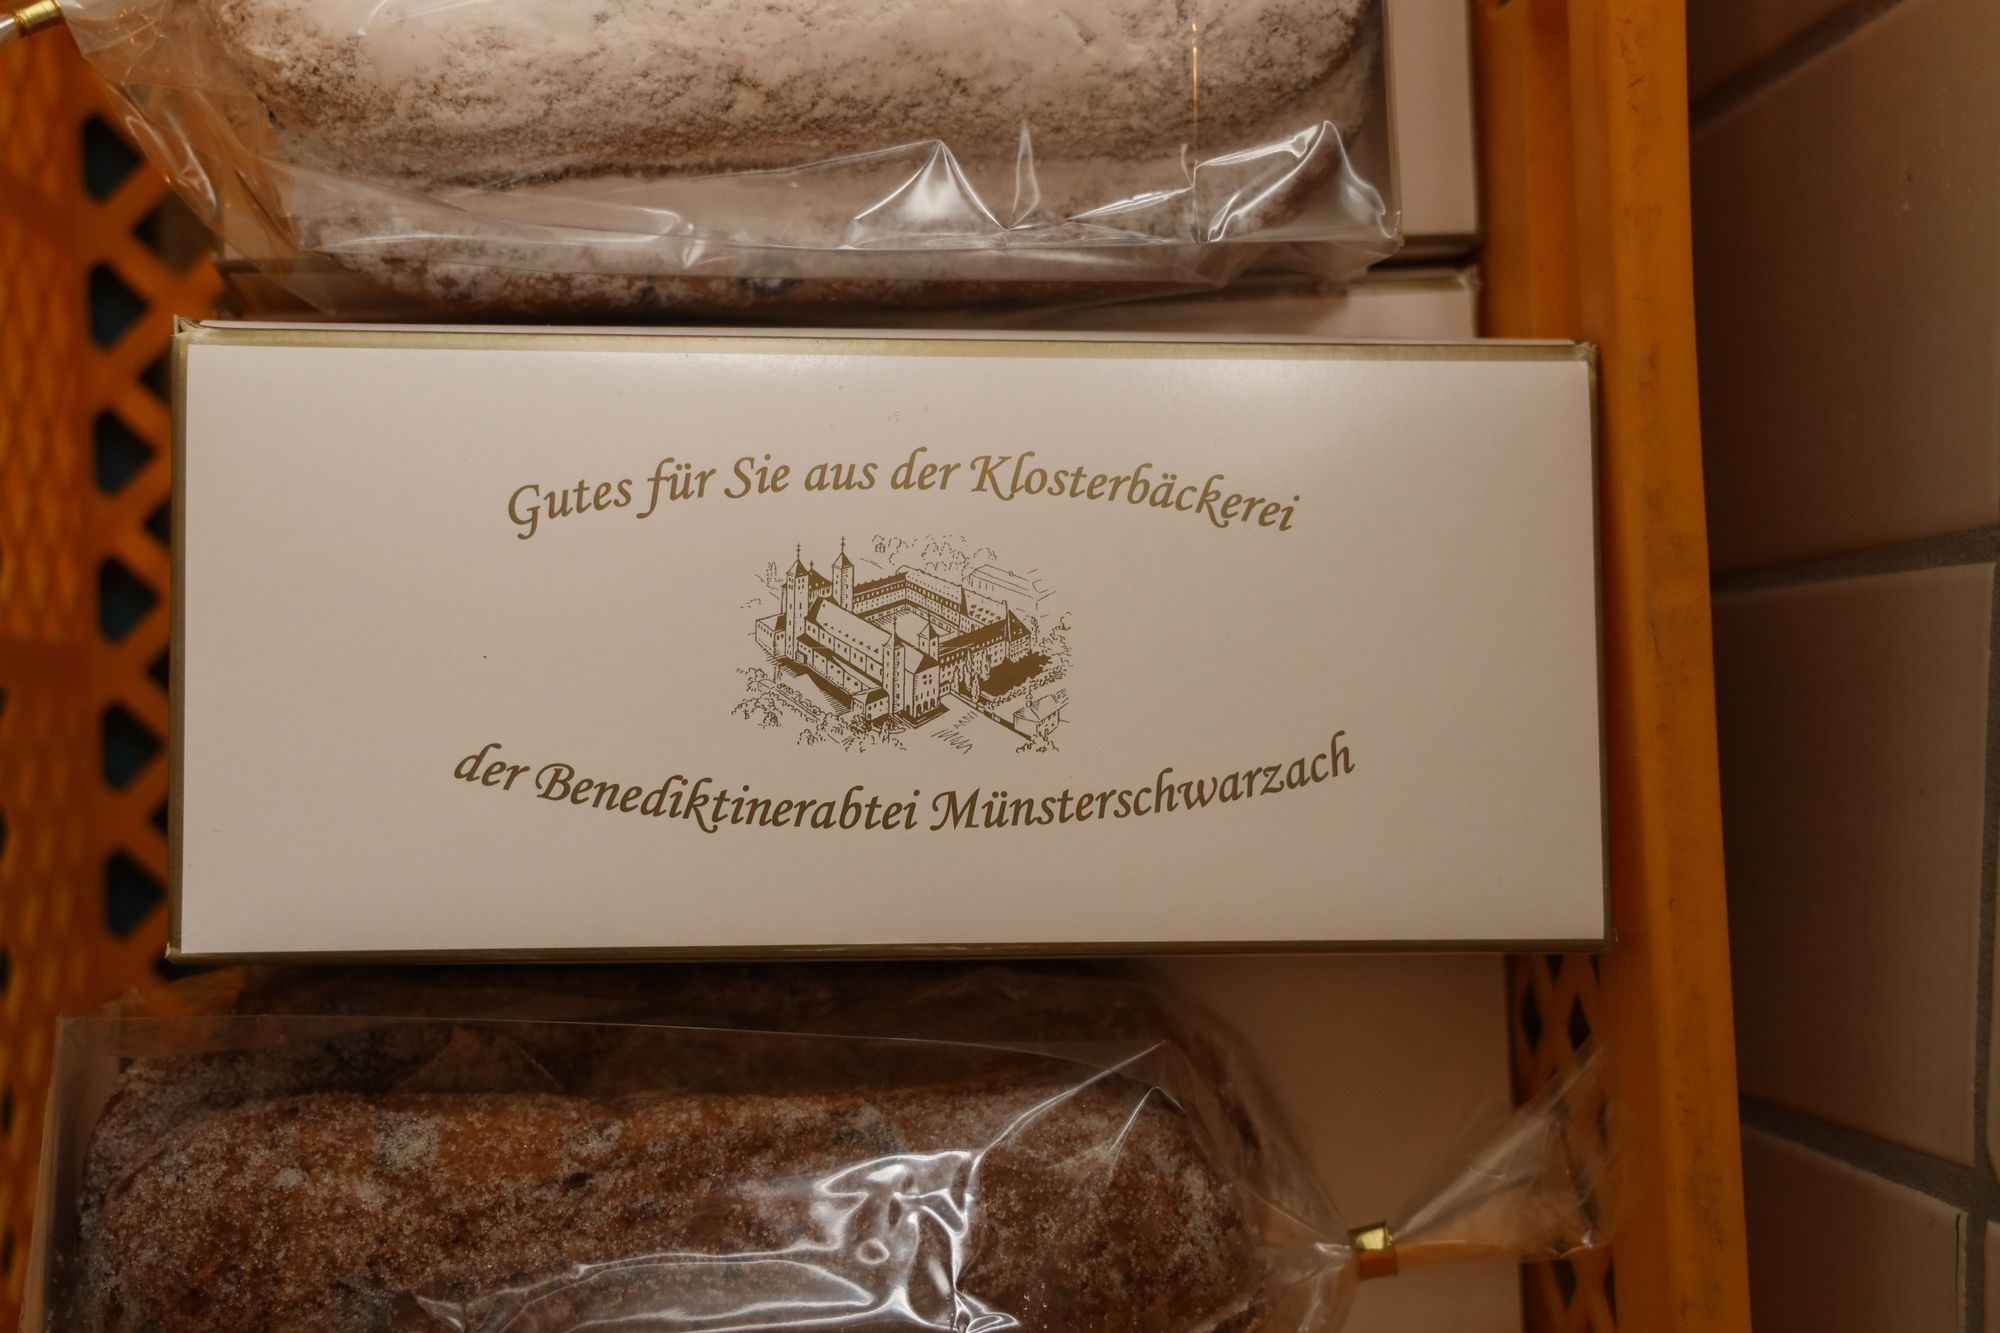 Gutes für Sie aus der Klosterbäckerei
der Benediktinerabtei Münsterschwarzach